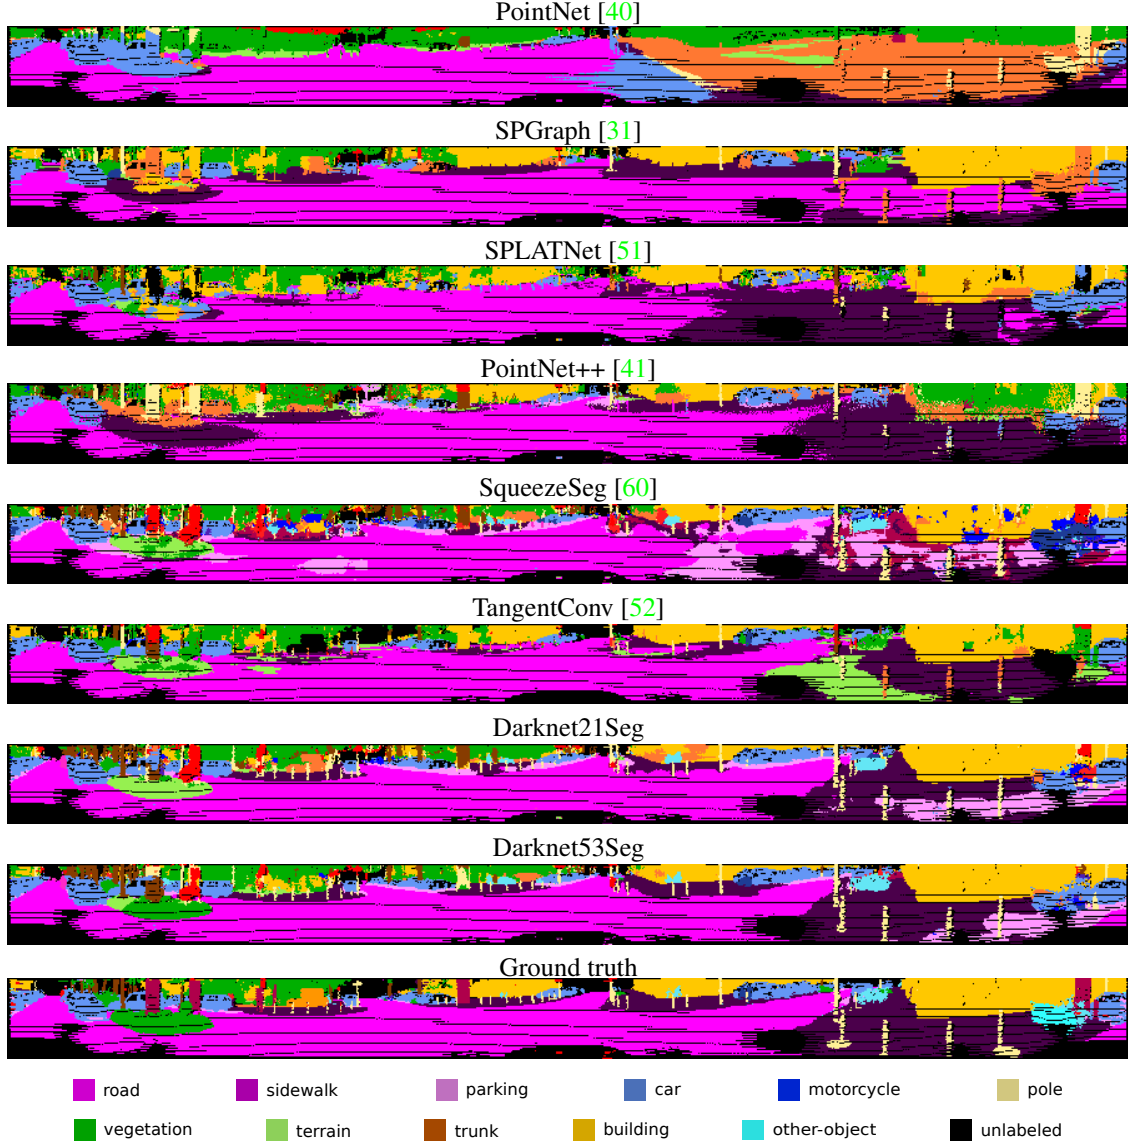 PointNet [40]
SPGraph [31]
SPLATNet [51]
PointNet++ [41]
SqueezeSeg [60]
TangentConv [52]
Darknet21Seg
Darknet53Seg
Ground truth
road sidewalk parking car motorcycle pole
vegetation terrain trunk building other-object unlabeled